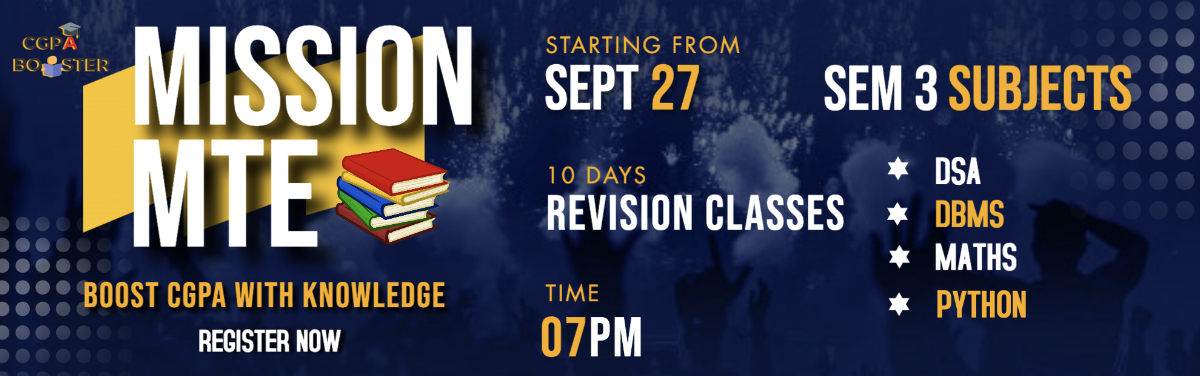 CGPA
BOOSTER
MISSION
MTE
BOOST CGPA WITH KNOWLEDGE
REGISTER NOW
STARTING FROM
SEPT 27
10 DAYS
REVISION CLASSES
TIME
07PM
SEM 3 SUBJECTS
DSA
DBMS
MATHS
PYTHON